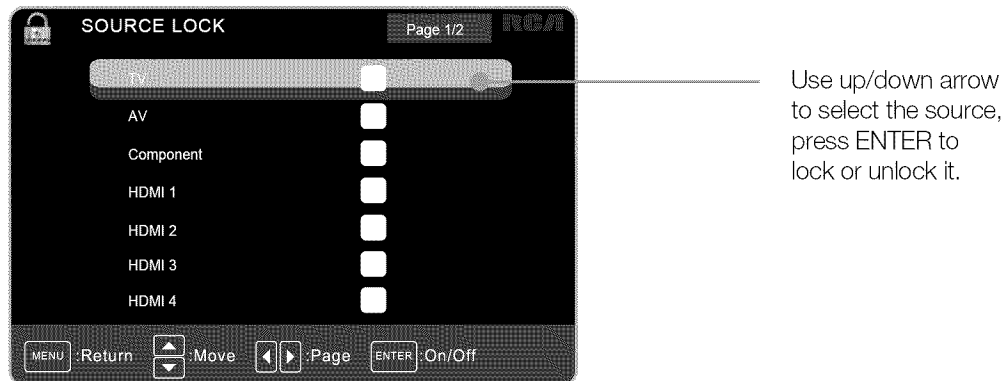 SOURCE LOCK
Page 1/2
RCA
TV
AV
Component
HDMI 1
HDMI 2
HDMI 3
HDMI 4
MENU :Return :Move :Page ENTER :On/Off
Use up/down arrow
to select the source,
press ENTER to
lock or unlock it.